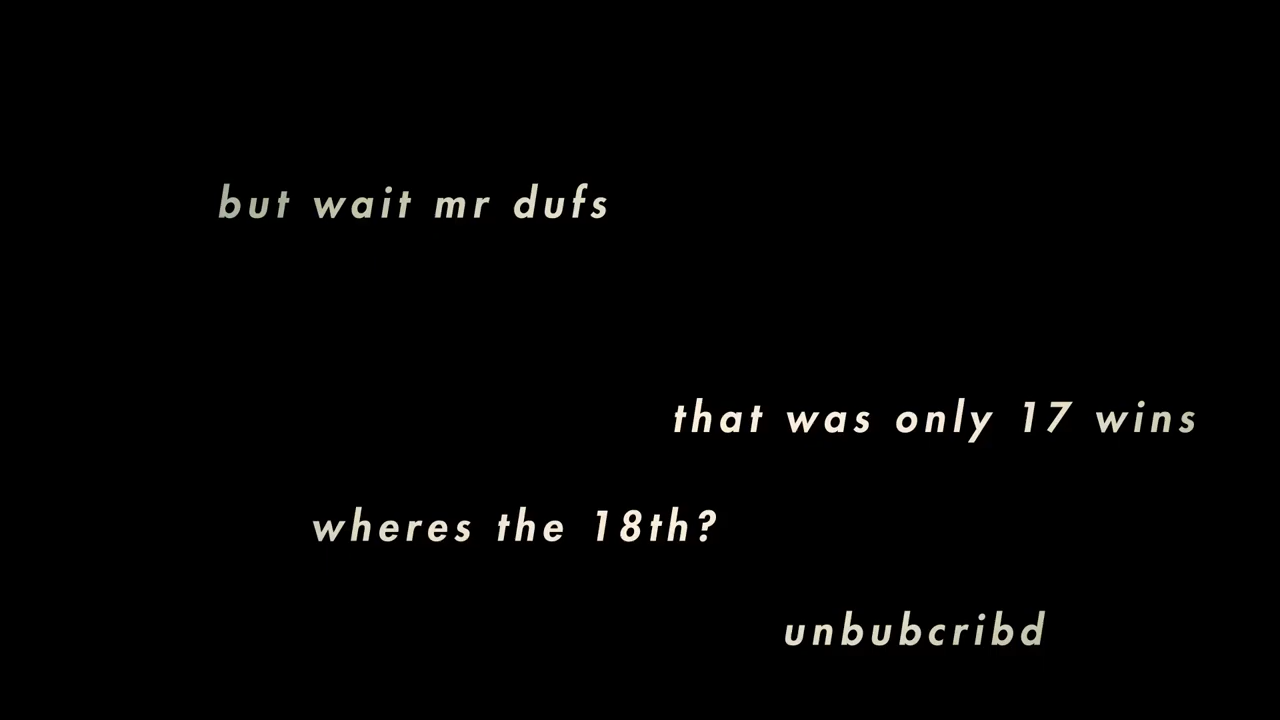 but wait mr dufs
that was only 17 wins
wheres the 18th?
unbubcribd